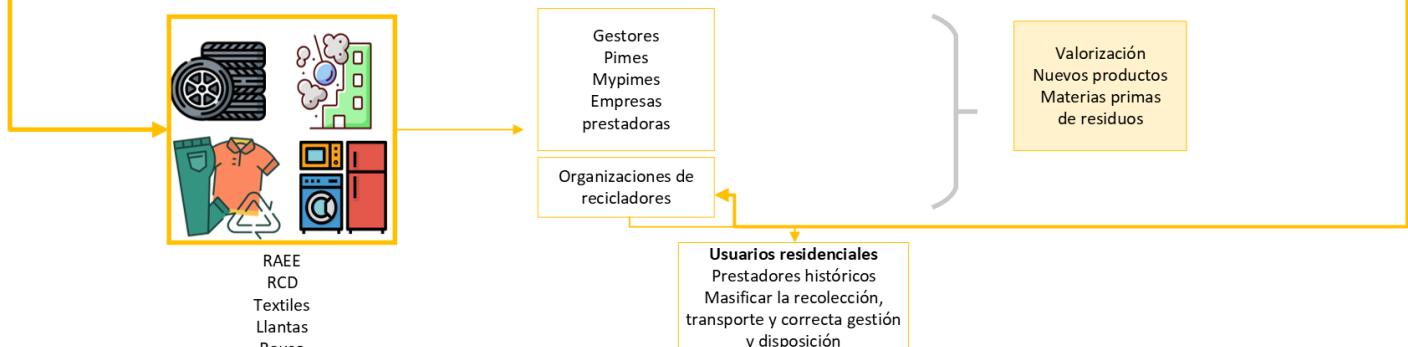 Gestores
Pimes
Mypimes
Empresas
prestadoras
Valorización
Nuevos productos
Materias primas
de residuos
Organizaciones de
recicladores
RAEE
RCD
Textiles
Llantas
Usuarios residenciales
Prestadores históricos
Masificar la recolección,
transporte y correcta gestión
y disposición